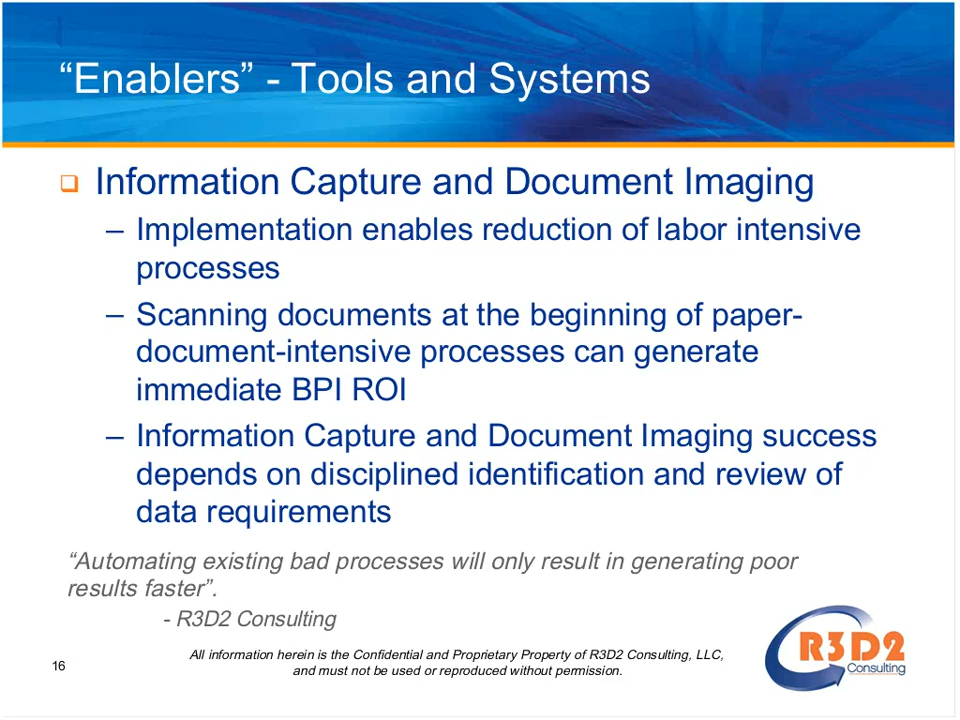 “Enablers” - Tools and Systems
Information Capture and Document Imaging
– Implementation enables reduction of labor intensive
processes
– Scanning documents at the beginning of paper-
document-intensive processes can generate
immediate BPI ROI
– Information Capture and Document Imaging success
depends on disciplined identification and review of
data requirements
“Automating existing bad processes will only result in generating poor
results faster”.
- R3D2 Consulting
All information herein is the Confidential and Proprietary Property of R3D2 Consulting, LLC,
and must not be used or reproduced without permission.
16
R3D2
Consulting